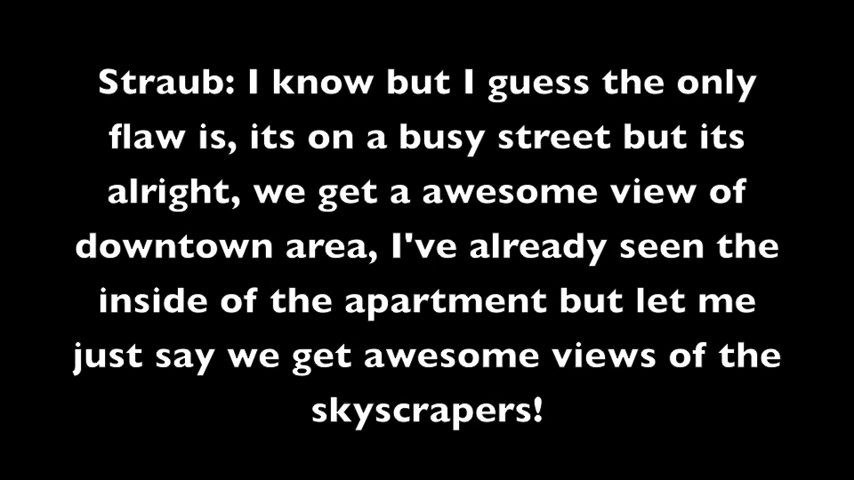 Straub: I know but I guess the only
flaw is, its on a busy street but its
alright, we get a awesome view of
downtown area, I've already seen the
inside of the apartment but let me
just say we get awesome views of the
skyscrapers!